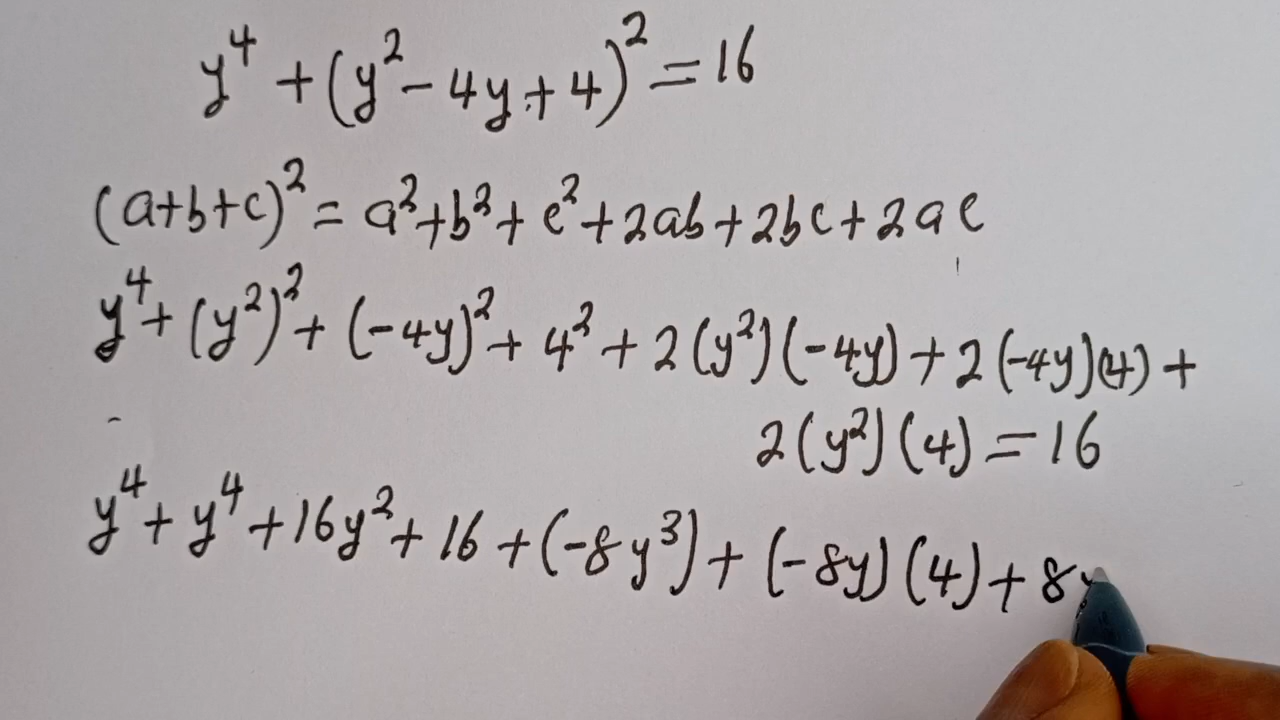 y⁴ + (y² - 4y + 4)² = 16
(a+b+c)² = a² + b² + c² + 2ab + 2bc + 2ac
y⁴ + (y²)² + (-4y)² + 4² + 2(y²)(-4y) + 2(-4y)(4) +
2(y²)(4) = 16
y⁴ + y⁴ + 16y² + 16 + (-8y³) + (-8y)(4) + 8